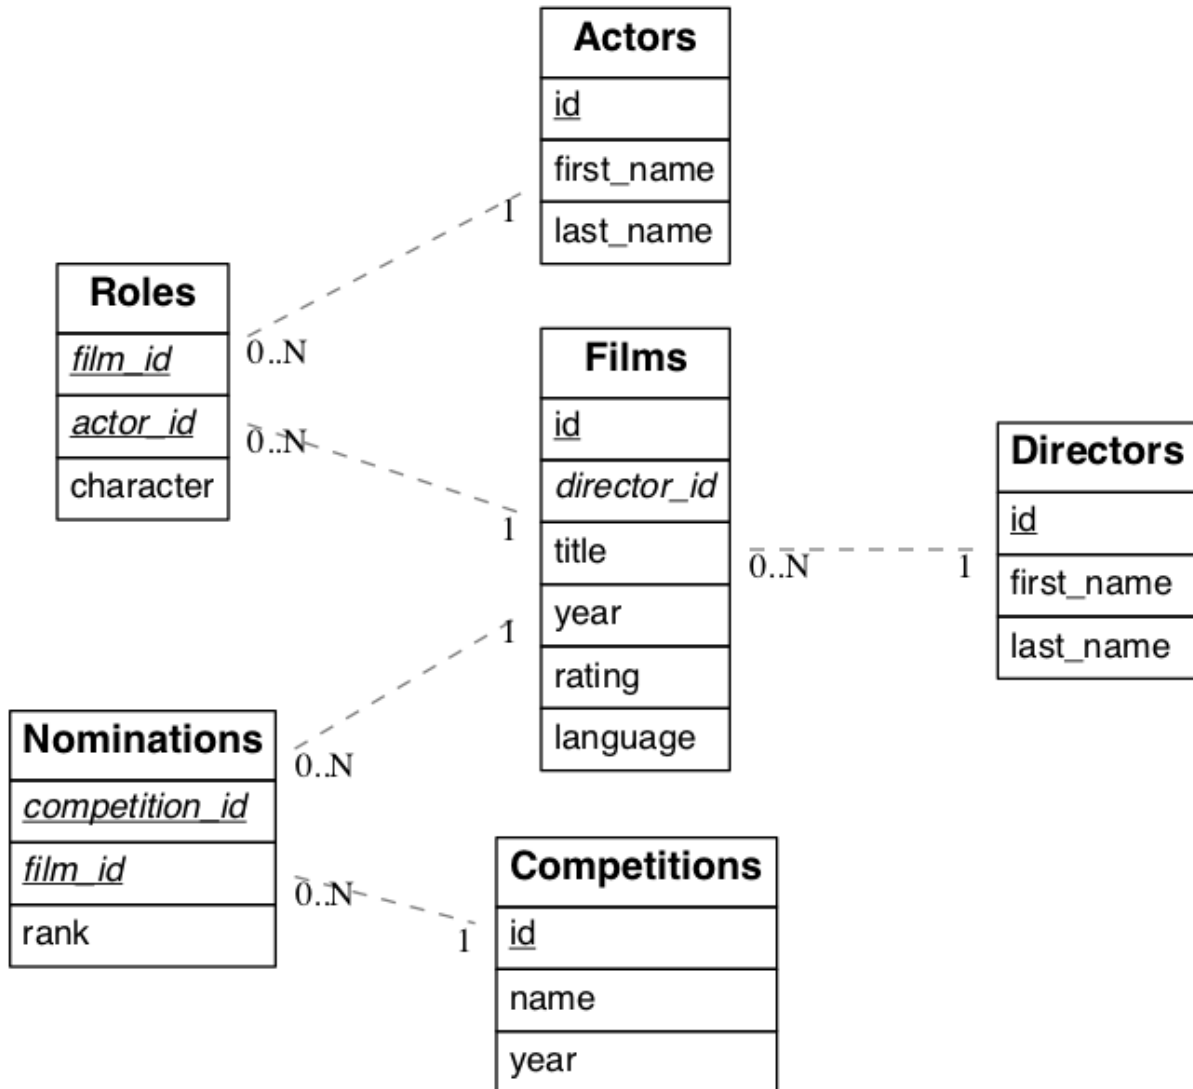 Actors
id
first_name
last_name
1
Roles
film_id
actor_id
character
0..N
0..N
Films
id
director_id
title
year
rating
language
1
1
0..N
1
Directors
id
first_name
last_name
Nominations
competition_id
film_id
rank
0..N
0..N
1
Competitions
id
name
year